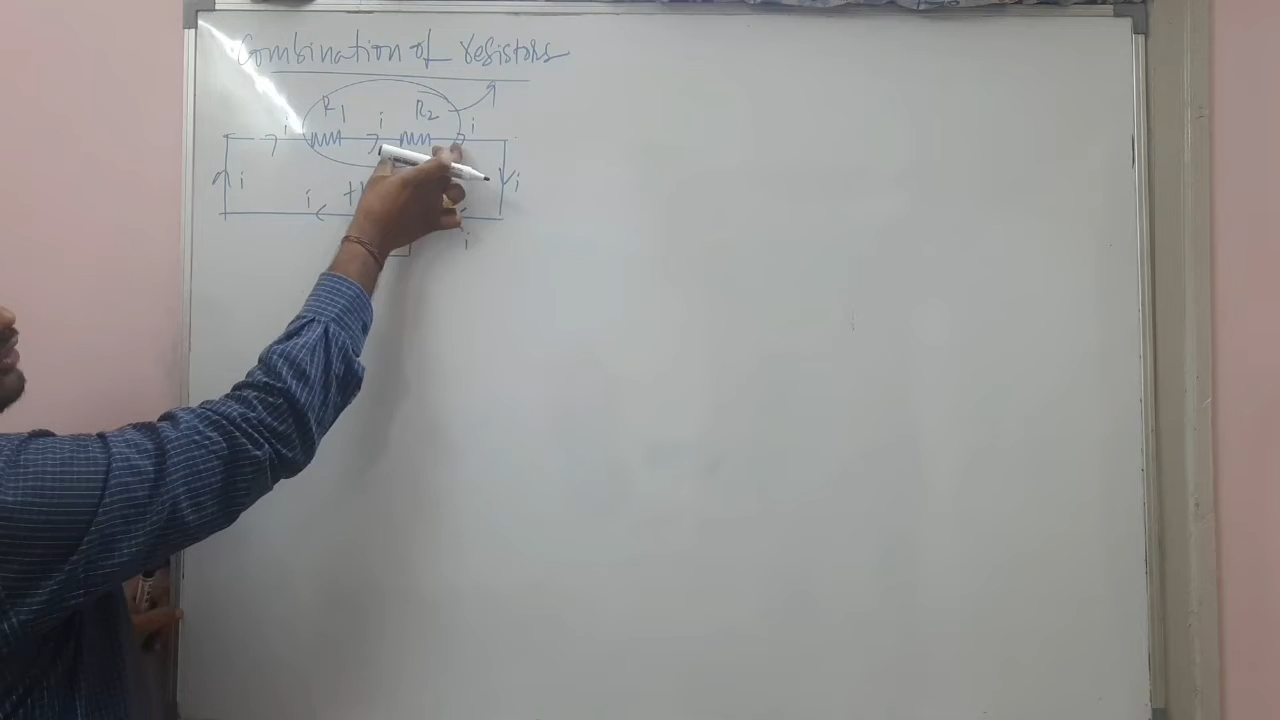 Combination of resistors
R1 R2
i i i
i i
i +
i